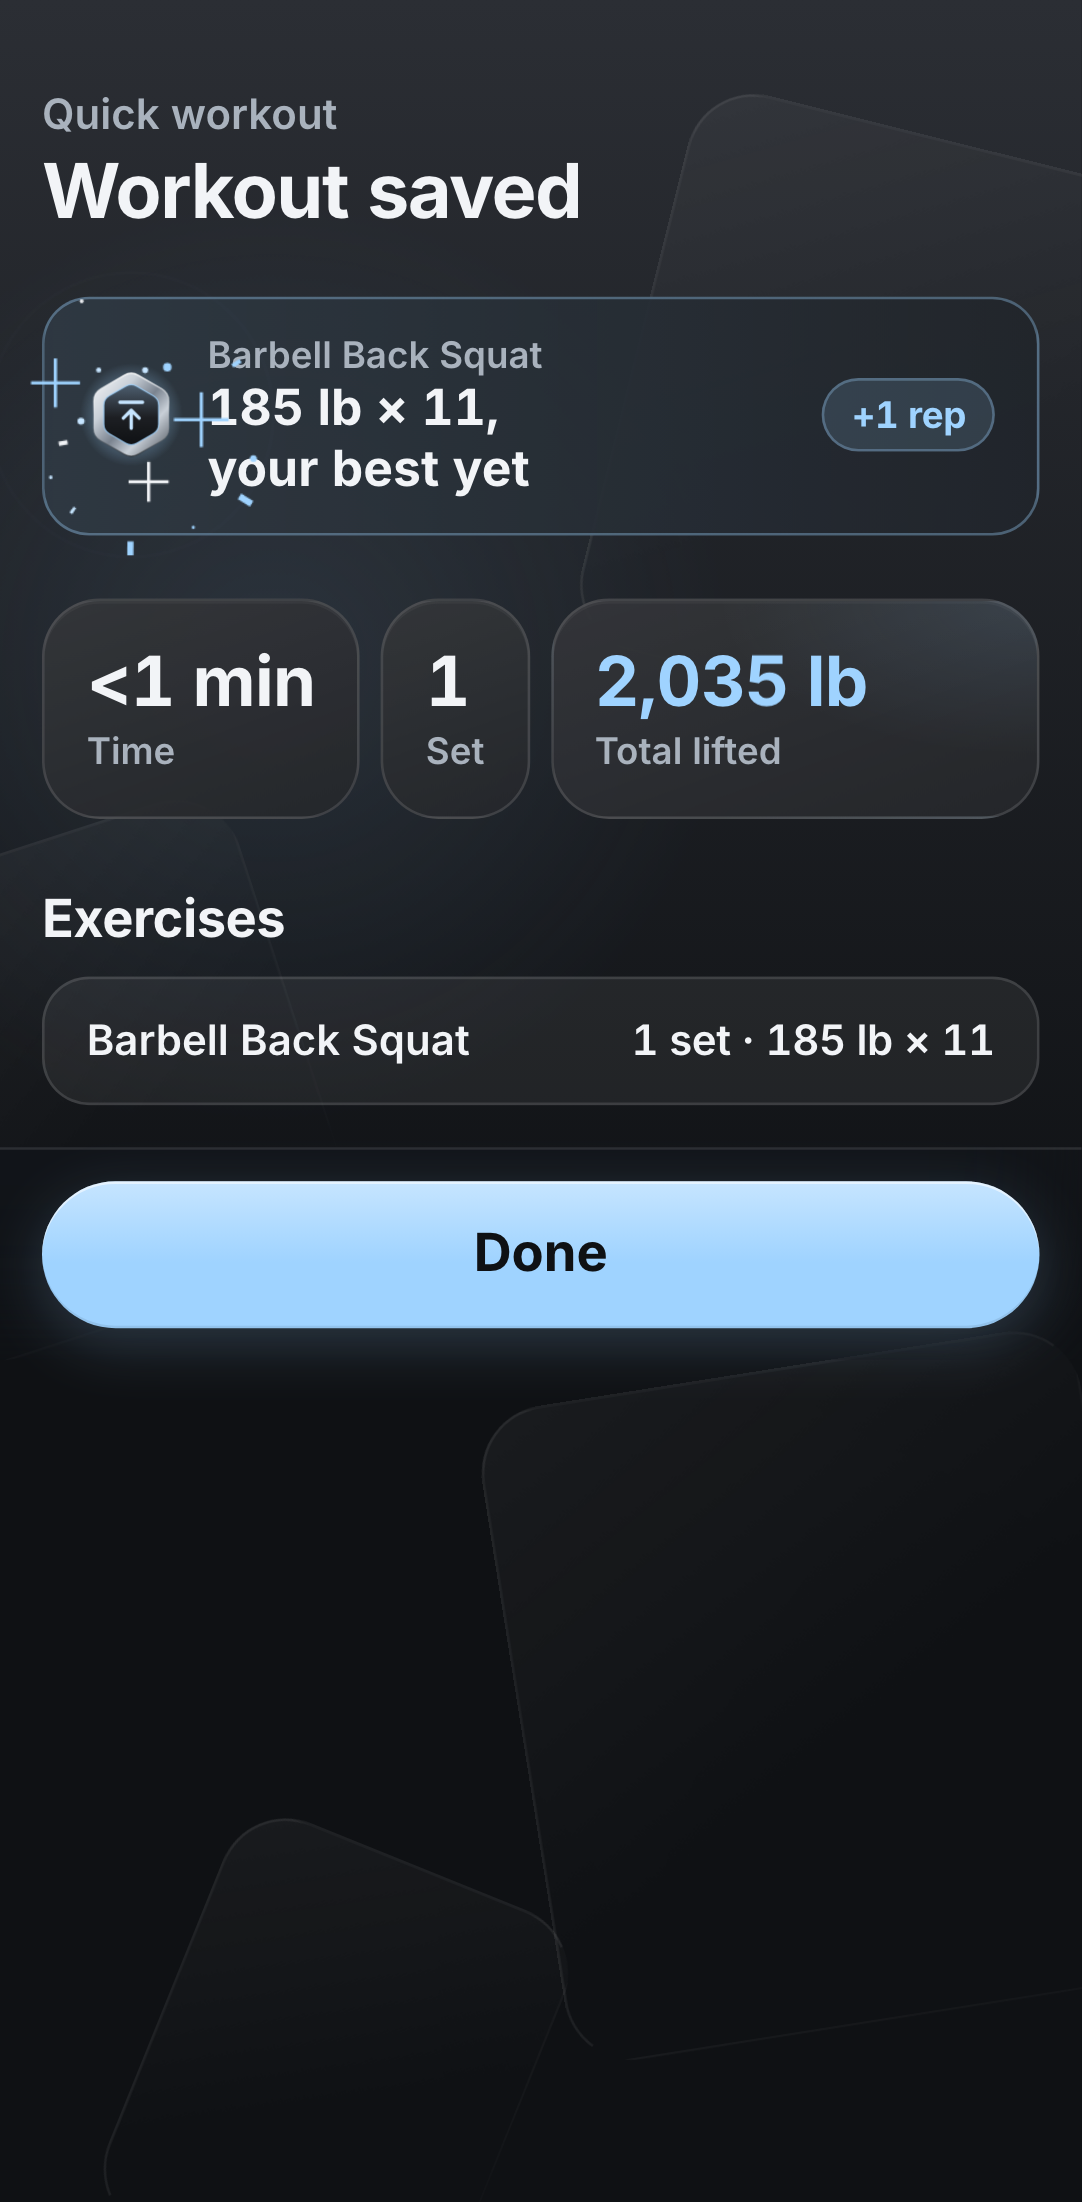 Quick workout
Workout saved
Barbell Back Squat
185 lb × 11,
your best yet
+1 rep
<1 min
Time
1
Set
2,035 lb
Total lifted
Exercises
Barbell Back Squat
1 set · 185 lb × 11
Done